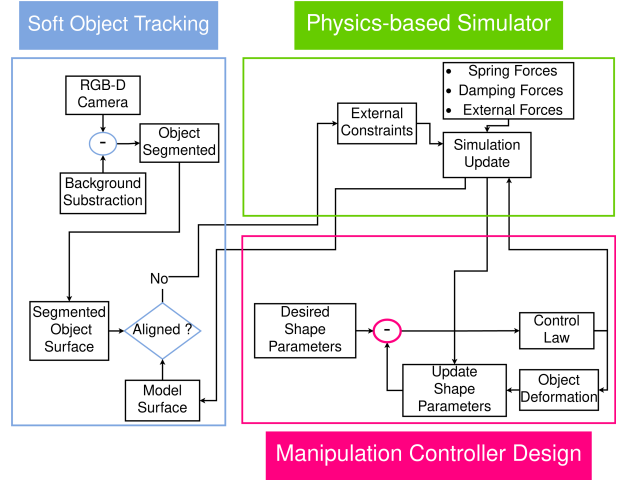 Soft Object Tracking
Physics-based Simulator
RGB-D
Camera
-
Object
Segmented
Background
Substraction
No
Segmented
Object
Surface
Aligned ?
Model
Surface
• Spring Forces
• Damping Forces
• External Forces
External
Constraints
Simulation
Update
Desired
Shape
Parameters
-
Control
Law
Update
Shape
Parameters
Object
Deformation
Manipulation Controller Design